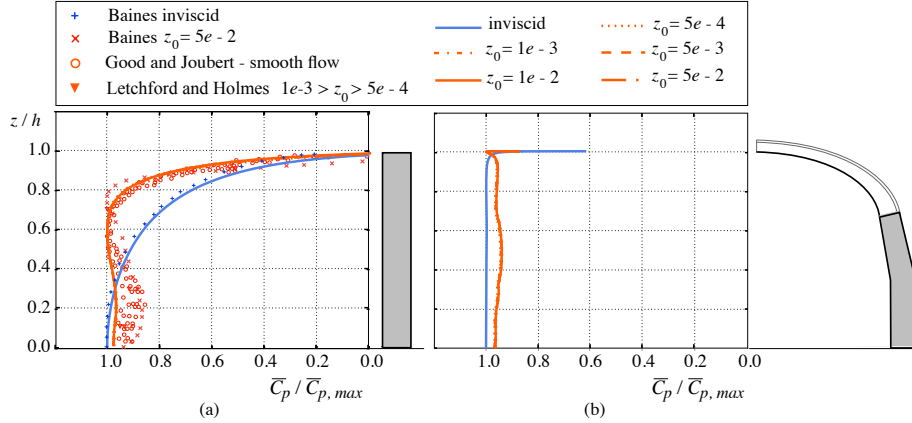 Baines inviscid
Baines z₀= 5e - 2
Good and Joubert - smooth flow
Letchford and Holmes 1e-3 > z₀ > 5e - 4
inviscid
z₀= 1e - 3
z₀= 1e - 2
z₀= 5e - 4
z₀= 5e - 3
z₀= 5e - 2
z / h
1.0
0.8
0.6
0.4
0.2
0.0
1.0 0.8 0.6 0.4 0.2 0.0
C̅p / C̅p, max
(a)
1.0 0.8 0.6 0.4 0.2 0.0
C̅p / C̅p, max
(b)